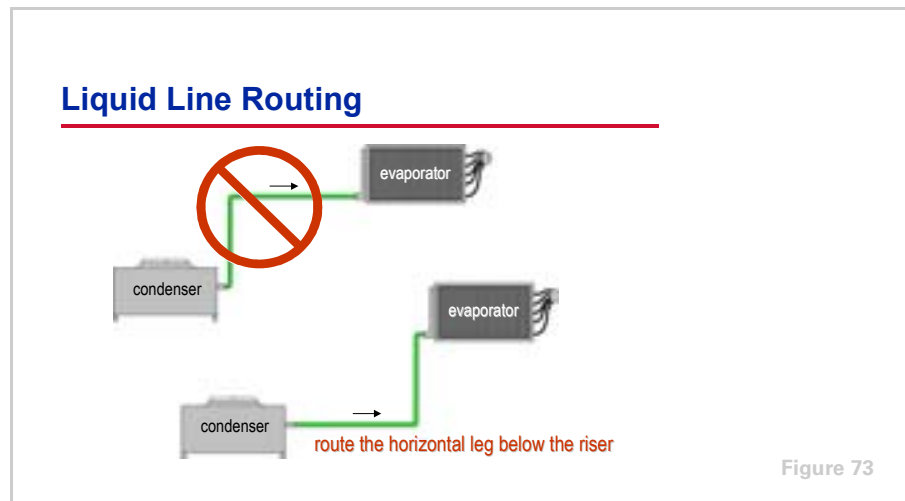 Liquid Line Routing
evaporator
condenser
evaporator
condenser
route the horizontal leg below the riser
Figure 73